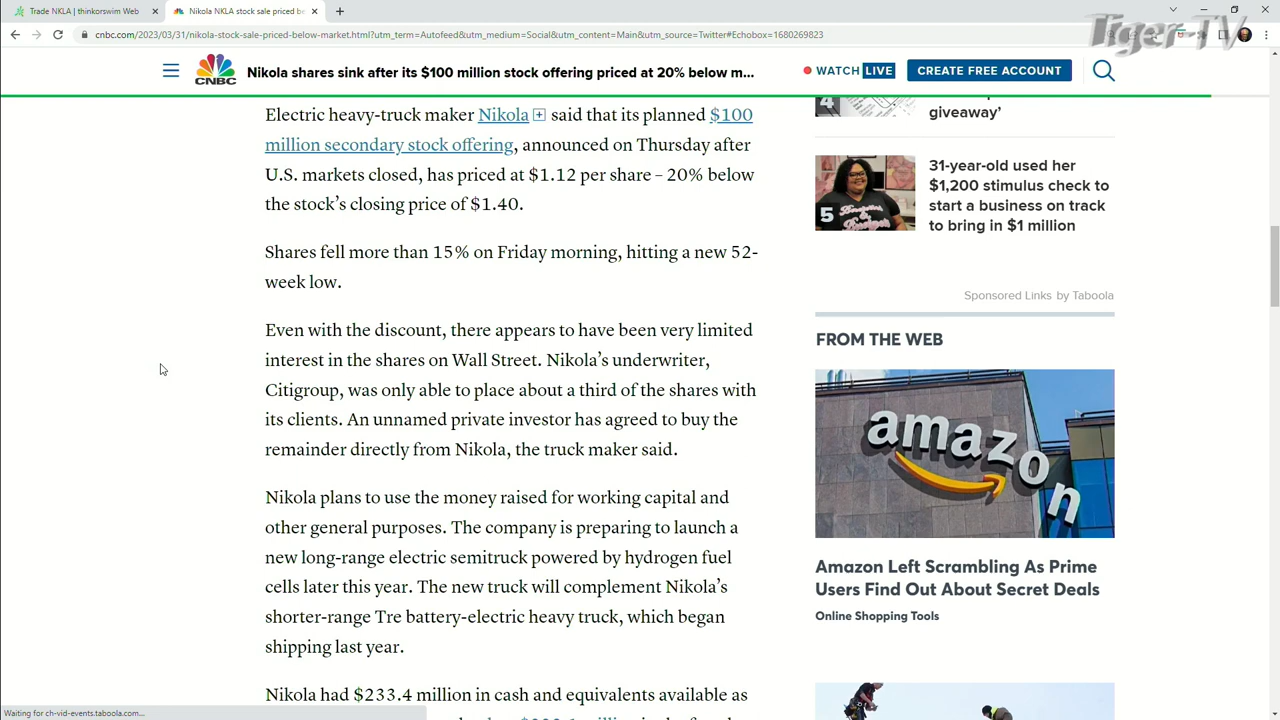 Trade NKLA | thinkorswim Web
Nikola NKLA stock sale priced be
Tiger-TV
cnbc.com/2023/03/31/nikola-stock-sale-priced-below-market.html?utm_term=Autofeed&utm_medium=Social&utm_content=Main&utm_source=Twitter#Echobox=1680269823
CNBC
Nikola shares sink after its $100 million stock offering priced at 20% below m...
WATCH LIVE
CREATE FREE ACCOUNT
Electric heavy-truck maker Nikola said that its planned $100
million secondary stock offering, announced on Thursday after
U.S. markets closed, has priced at $1.12 per share – 20% below
the stock’s closing price of $1.40.
Shares fell more than 15% on Friday morning, hitting a new 52-
week low.
Even with the discount, there appears to have been very limited
interest in the shares on Wall Street. Nikola’s underwriter,
Citigroup, was only able to place about a third of the shares with
its clients. An unnamed private investor has agreed to buy the
remainder directly from Nikola, the truck maker said.
Nikola plans to use the money raised for working capital and
other general purposes. The company is preparing to launch a
new long-range electric semitruck powered by hydrogen fuel
cells later this year. The new truck will complement Nikola’s
shorter-range Tre battery-electric heavy truck, which began
shipping last year.
Nikola had $233.4 million in cash and equivalents available as
4
giveaway’
5
31-year-old used her
$1,200 stimulus check to
start a business on track
to bring in $1 million
Sponsored Links by Taboola
FROM THE WEB
amazon
Amazon Left Scrambling As Prime
Users Find Out About Secret Deals
Online Shopping Tools
Waiting for ch-vid-events.taboola.com...